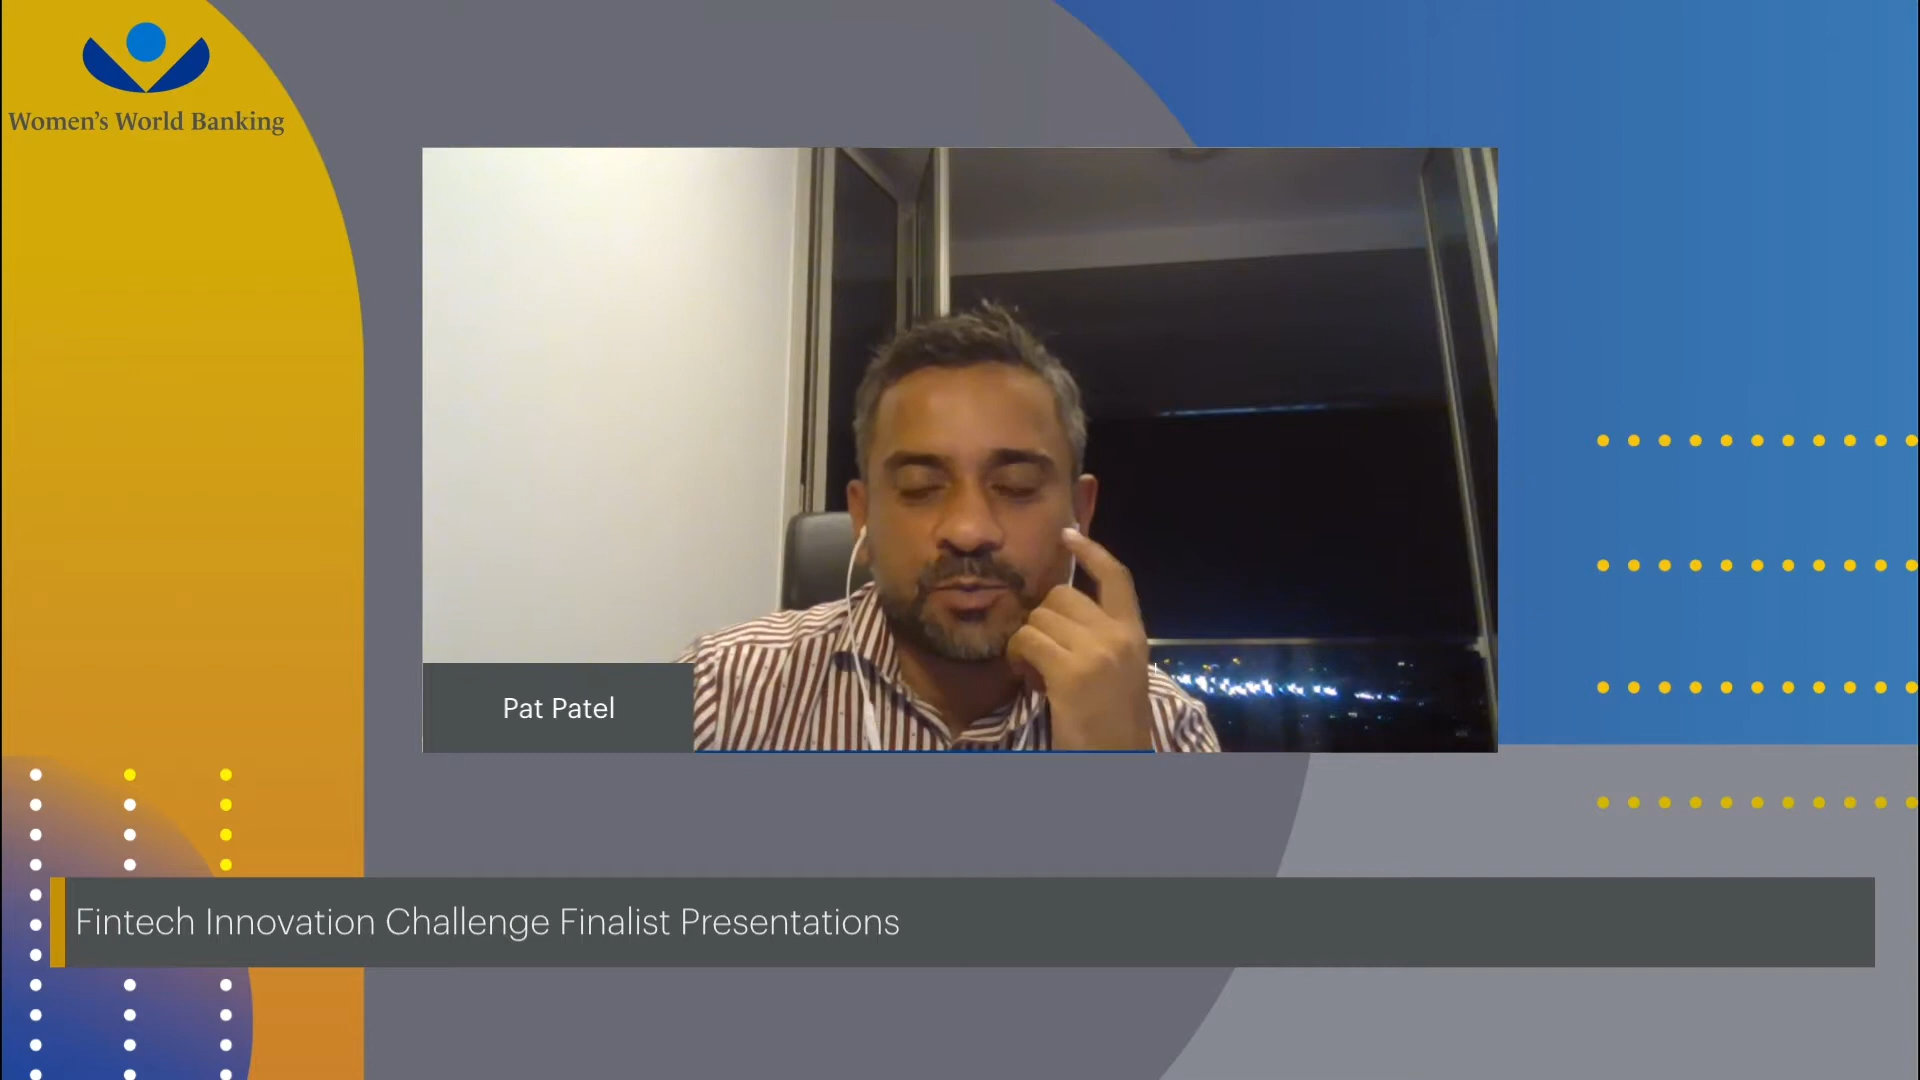 Women's World Banking
Pat Patel
Fintech Innovation Challenge Finalist Presentations